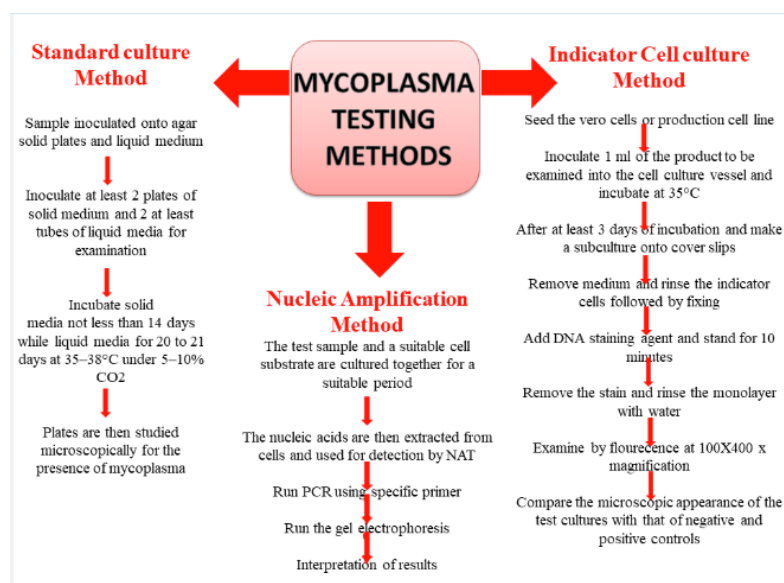 Standard culture
Method
Sample inoculated onto agar
solid plates and liquid medium
Inoculate at least 2 plates of
solid medium and 2 at least
tubes of liquid media for
examination
Incubate solid
media not less than 14 days
while liquid media for 20 to 21
days at 35–38°C under 5–10%
CO2
Plates are then studied
microscopically for the
presence of mycoplasma
MYCOPLASMA
TESTING
METHODS
Nucleic Amplification
Method
The test sample and a suitable cell
substrate are cultured together for a
suitable period
The nucleic acids are then extracted from
cells and used for detection by NAT
Run PCR using specific primer
Run the gel electrophoresis
Interpretation of results
Indicator Cell culture
Method
Seed the vero cells or production cell line
Inoculate 1 ml of the product to be
examined into the cell culture vessel and
incubate at 35°C
After at least 3 days of incubation and make
a subculture onto cover slips
Remove medium and rinse the indicator
cells followed by fixing
Add DNA staining agent and stand for 10
minutes
Remove the stain and rinse the monolayer
with water
Examine by flourecence at 100X400 x
magnification
Compare the microscopic appearance of the
test cultures with that of negative and
positive controls